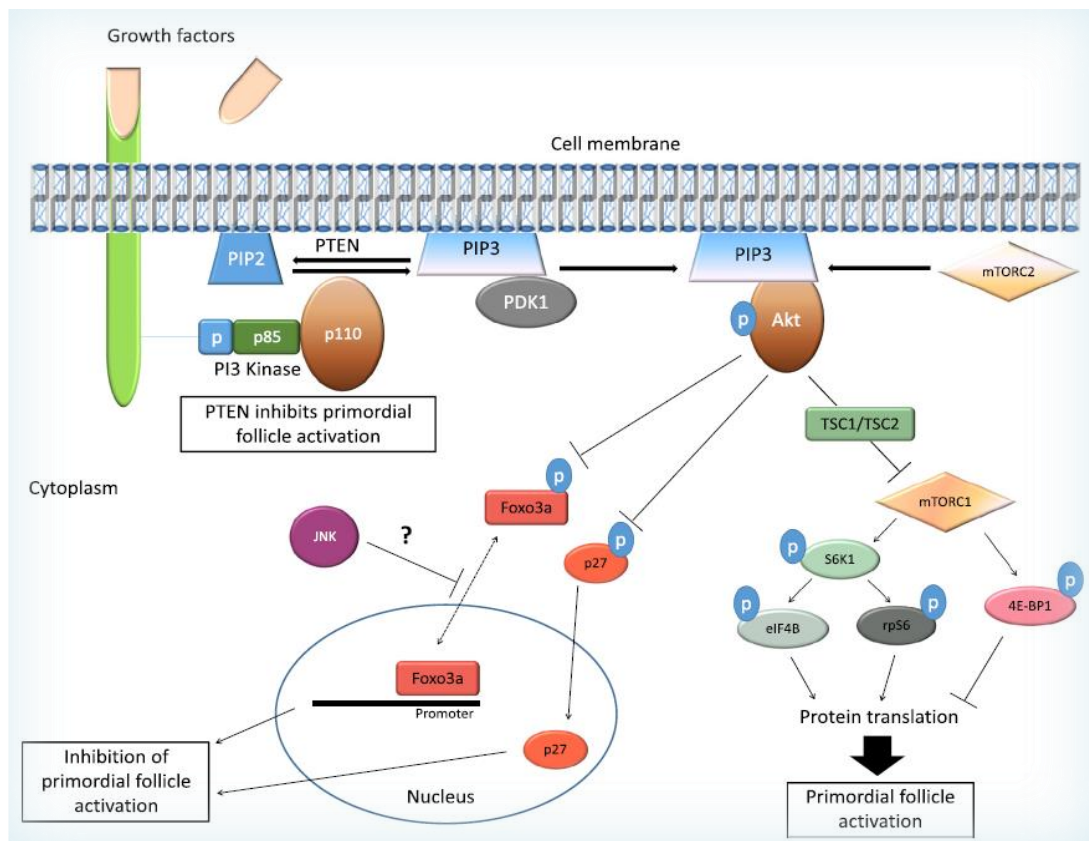 Growth factors
Cell membrane
PIP2
PTEN
PIP3
PDK1
PIP3
mTORC2
p
p85
p110
PI3 Kinase
p
Akt
PTEN inhibits primordial
follicle activation
TSC1/TSC2
Cytoplasm
p
Foxo3a
mTORC1
JNK
?
p
p27
p
S6K1
p
4E-BP1
p
eIF4B
p
rpS6
Foxo3a
Promoter
Protein translation
p27
Inhibition of
primordial follicle
activation
Nucleus
Primordial follicle
activation